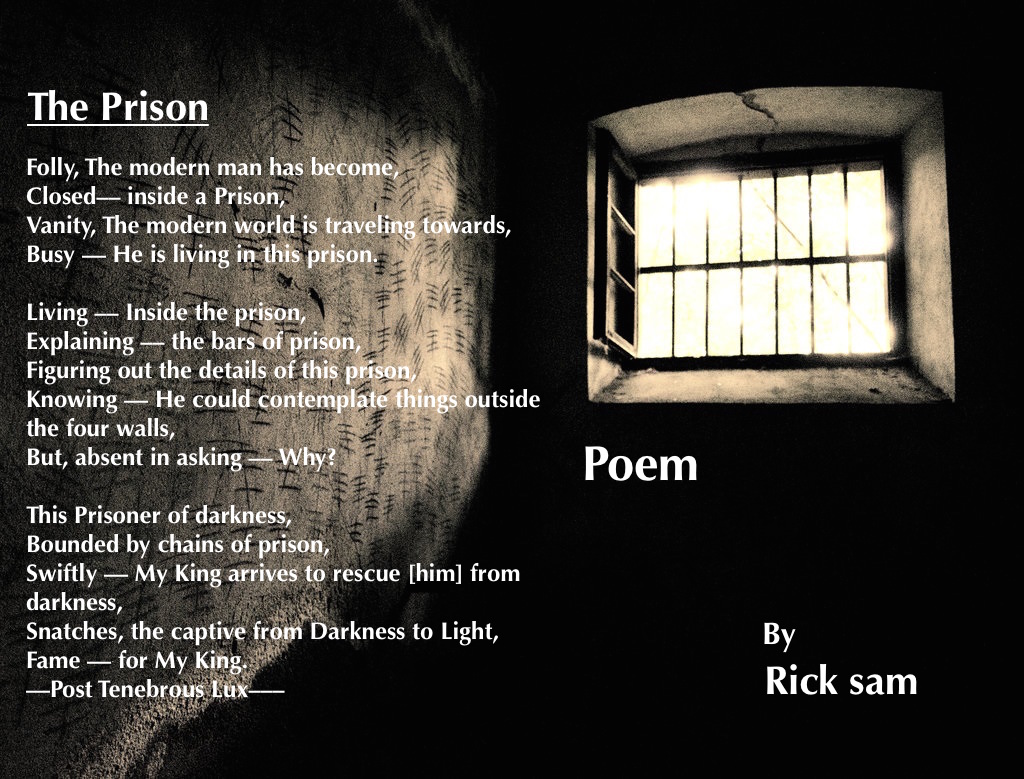 The Prison
Folly, The modern man has become,
Closed— inside a Prison,
Vanity, The modern world is traveling towards,
Busy — He is living in this prison.
Living — Inside the prison,
Explaining — the bars of prison,
Figuring out the details of this prison,
Knowing — He could contemplate things outside
the four walls,
But, absent in asking — Why?
This Prisoner of darkness,
Bounded by chains of prison,
Swiftly — My King arrives to rescue [him] from
darkness,
Snatches, the captive from Darkness to Light,
Fame — for My King.
—Post Tenebrous Lux——
Poem
By
Rick sam